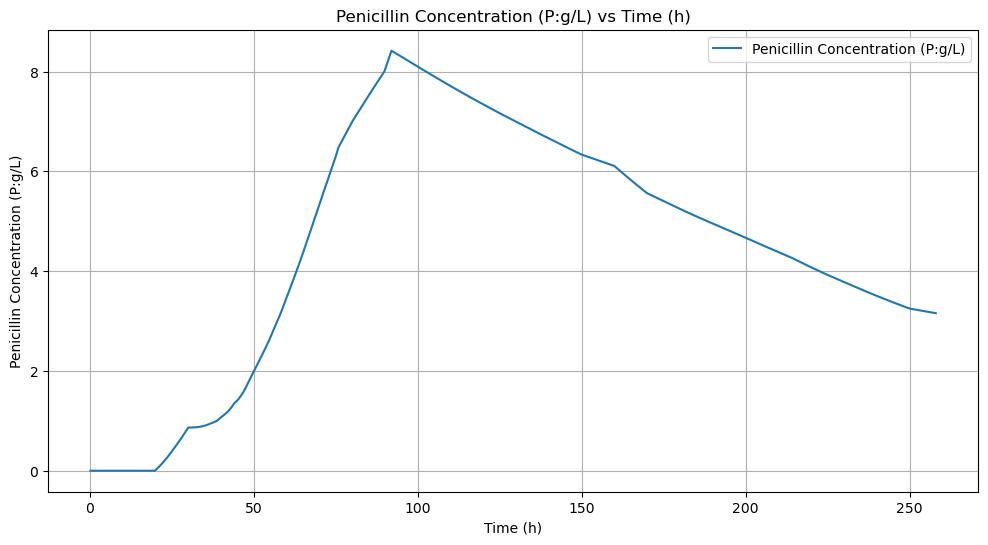 Penicillin Concentration (P:g/L) vs Time (h)
Penicillin Concentration (P:g/L)
Penicillin Concentration (P:g/L)
8
6
4
2
0
0 50 100 150 200 250
Time (h)